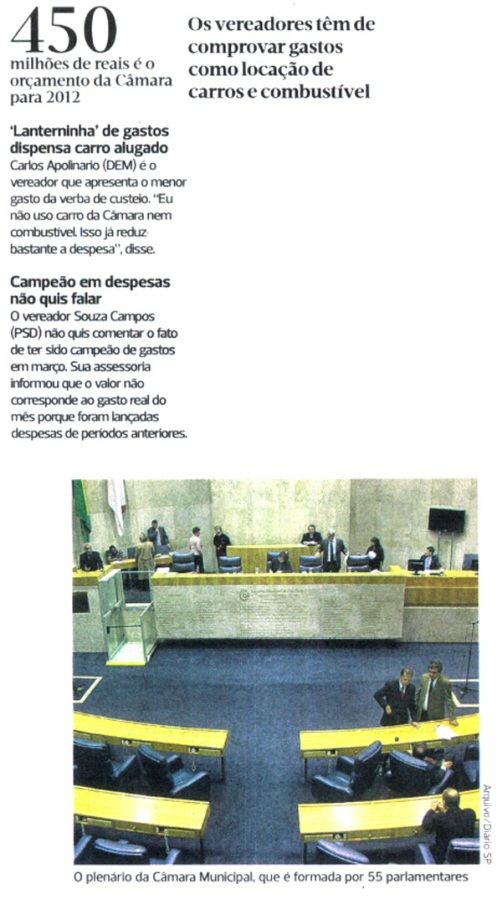 450
milhões de reais é o
orçamento da Câmara
para 2012
Os vereadores têm de
comprovar gastos
como locação de
carros e combustível
'Lanterninha' de gastos
dispensa carro alugado
Carlos Apolinario (DEM) é o
vereador que apresenta o menor
gasto da verba de custeio. "Eu
não uso carro da Câmara nem
combustível. Isso já reduz
bastante a despesa", disse.
Campeão em despesas
não quis falar
O vereador Souza Campos
(PSD) não quis comentar o fato
de ter sido campeão de gastos
em março. Sua assessoria
informou que o valor não
corresponde ao gasto real do
mês porque foram lançadas
despesas de períodos anteriores.
Arquivo/Diário SP
O plenário da Câmara Municipal, que é formada por 55 parlamentares